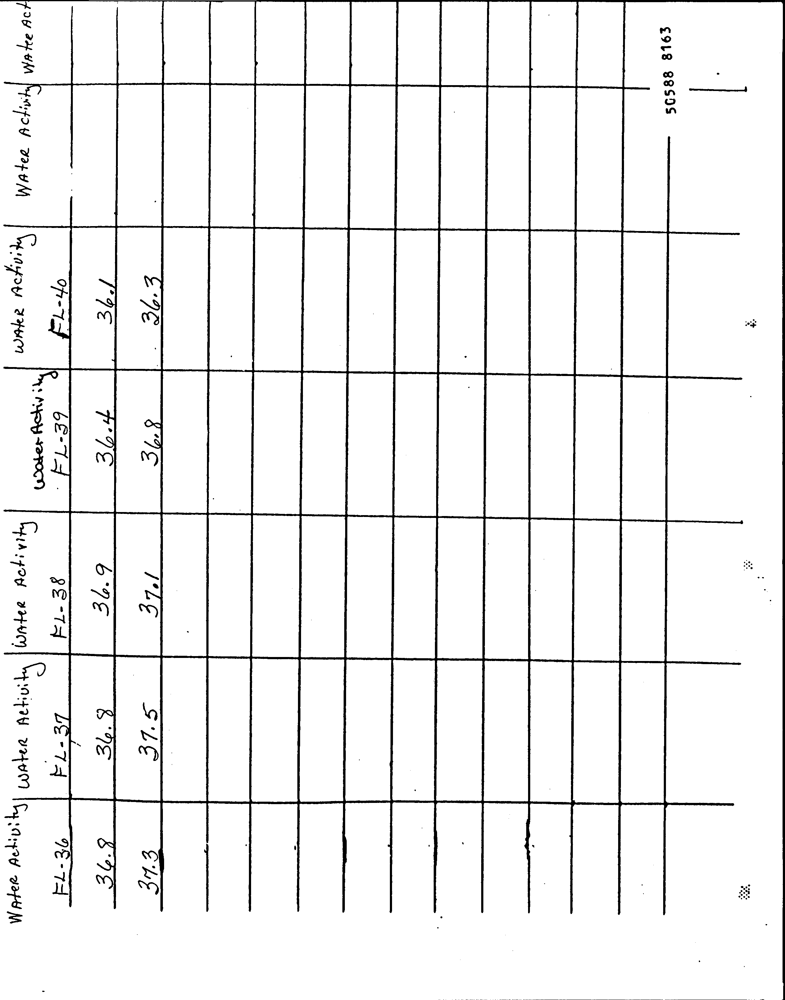 Water Activity Water Activity Water Activity Water Activity Water Activity Water Activity Water Act
FL-36 FL-37 FL-38 FL-39 FL-40
36.8 36.8 36.9 36.4 36.1
37.3 37.5 37.1 36.8 36.3
50588 8163